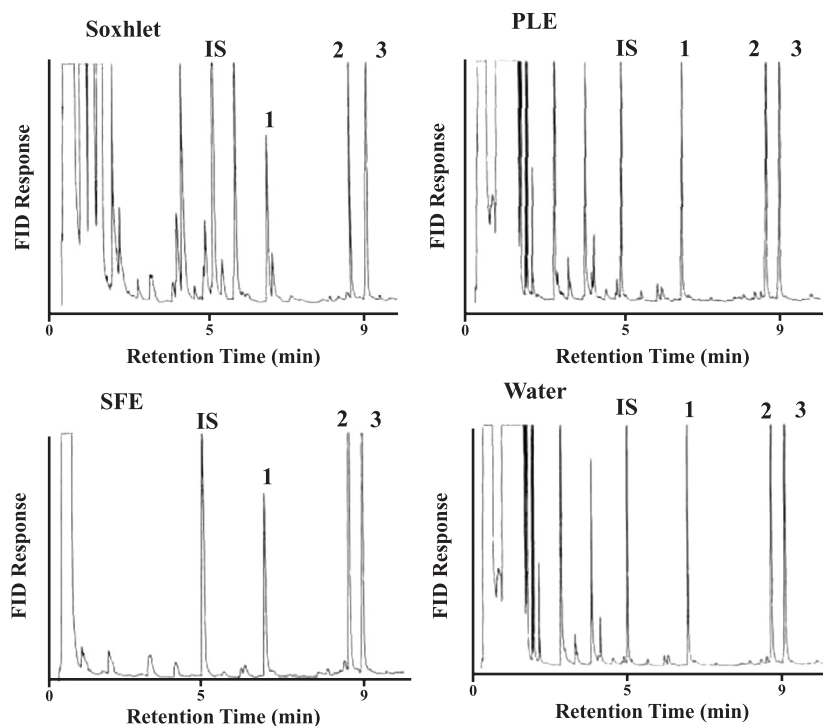 Soxhlet
IS
2
3
1
FID Response
0
5
9
Retention Time (min)
PLE
IS
1
2
3
FID Response
0
5
9
Retention Time (min)
SFE
IS
2
3
1
FID Response
0
5
9
Retention Time (min)
Water
IS
1
2
3
FID Response
0
5
9
Retention Time (min)